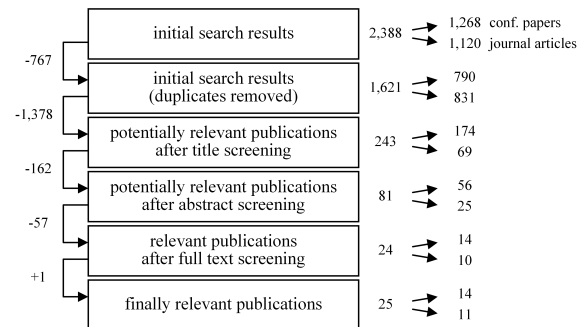 initial search results
2,388
1,268 conf. papers
1,120 journal articles
-767
initial search results
(duplicates removed)
1,621
790
831
-1,378
potentially relevant publications
after title screening
243
174
69
-162
potentially relevant publications
after abstract screening
81
56
25
-57
relevant publications
after full text screening
24
14
10
+1
finally relevant publications
25
14
11